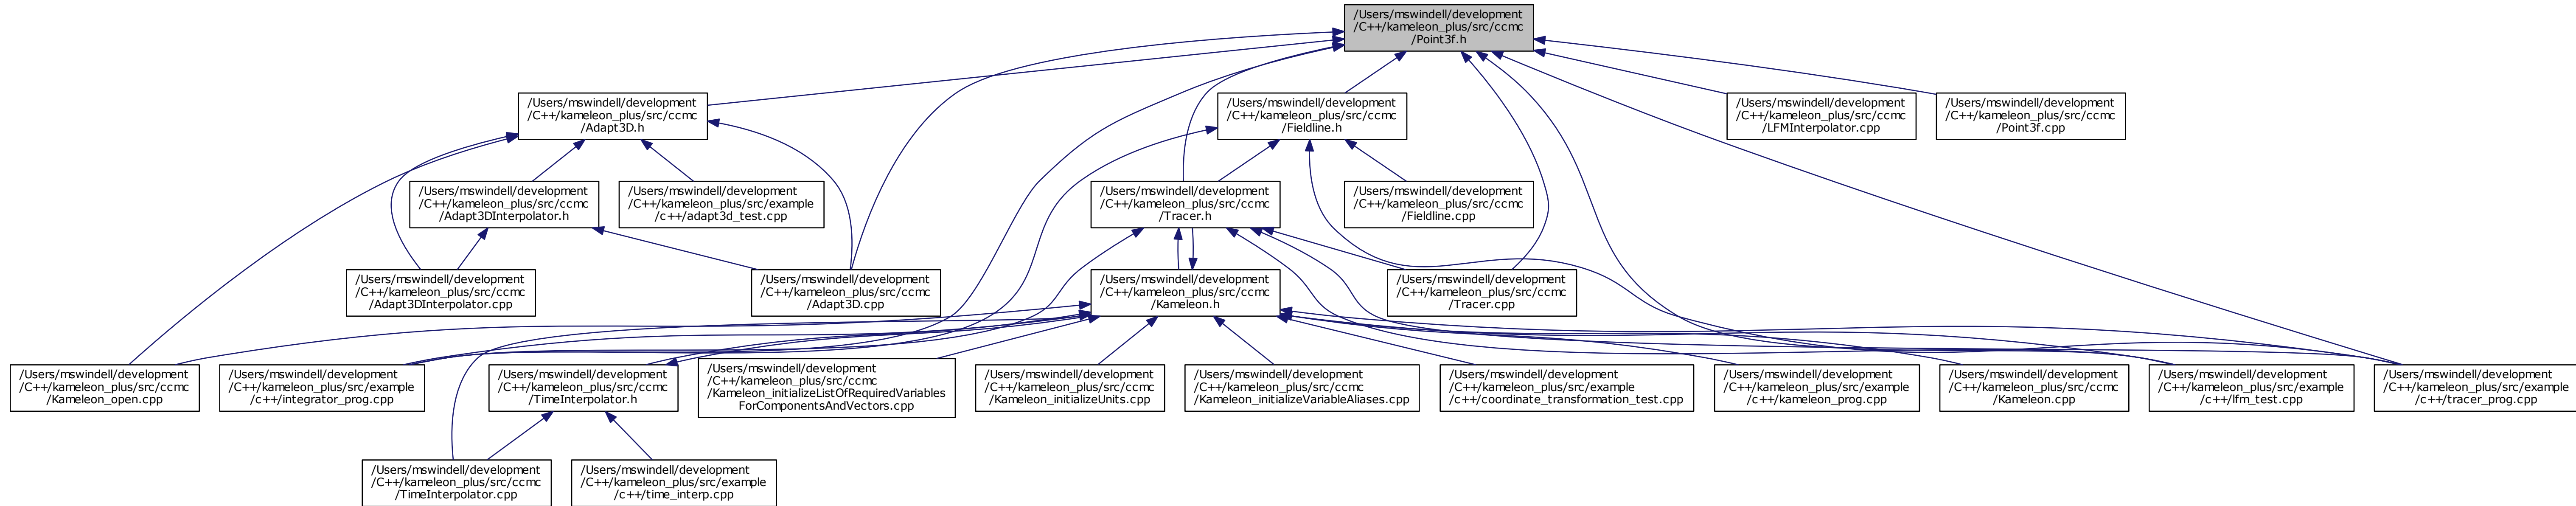 /Users/mswindell/development
/C++/kameleon_plus/src/ccmc
/Point3f.h
/Users/mswindell/development
/C++/kameleon_plus/src/ccmc
/Adapt3D.h
/Users/mswindell/development
/C++/kameleon_plus/src/ccmc
/Fieldline.h
/Users/mswindell/development
/C++/kameleon_plus/src/ccmc
/LFMInterpolator.cpp
/Users/mswindell/development
/C++/kameleon_plus/src/ccmc
/Point3f.cpp
/Users/mswindell/development
/C++/kameleon_plus/src/ccmc
/Adapt3DInterpolator.h
/Users/mswindell/development
/C++/kameleon_plus/src/example
/c++/adapt3d_test.cpp
/Users/mswindell/development
/C++/kameleon_plus/src/ccmc
/Tracer.h
/Users/mswindell/development
/C++/kameleon_plus/src/ccmc
/Fieldline.cpp
/Users/mswindell/development
/C++/kameleon_plus/src/ccmc
/Adapt3DInterpolator.cpp
/Users/mswindell/development
/C++/kameleon_plus/src/ccmc
/Adapt3D.cpp
/Users/mswindell/development
/C++/kameleon_plus/src/ccmc
/Kameleon.h
/Users/mswindell/development
/C++/kameleon_plus/src/ccmc
/Tracer.cpp
/Users/mswindell/development
/C++/kameleon_plus/src/ccmc
/Kameleon_open.cpp
/Users/mswindell/development
/C++/kameleon_plus/src/example
/c++/integrator_prog.cpp
/Users/mswindell/development
/C++/kameleon_plus/src/ccmc
/TimeInterpolator.h
/Users/mswindell/development
/C++/kameleon_plus/src/ccmc
/Kameleon_initializeListOfRequiredVariables
ForComponentsAndVectors.cpp
/Users/mswindell/development
/C++/kameleon_plus/src/ccmc
/Kameleon_initializeUnits.cpp
/Users/mswindell/development
/C++/kameleon_plus/src/ccmc
/Kameleon_initializeVariableAliases.cpp
/Users/mswindell/development
/C++/kameleon_plus/src/example
/c++/coordinate_transformation_test.cpp
/Users/mswindell/development
/C++/kameleon_plus/src/example
/c++/kameleon_prog.cpp
/Users/mswindell/development
/C++/kameleon_plus/src/ccmc
/Kameleon.cpp
/Users/mswindell/development
/C++/kameleon_plus/src/example
/c++/lfm_test.cpp
/Users/mswindell/development
/C++/kameleon_plus/src/example
/c++/tracer_prog.cpp
/Users/mswindell/development
/C++/kameleon_plus/src/ccmc
/TimeInterpolator.cpp
/Users/mswindell/development
/C++/kameleon_plus/src/example
/c++/time_interp.cpp